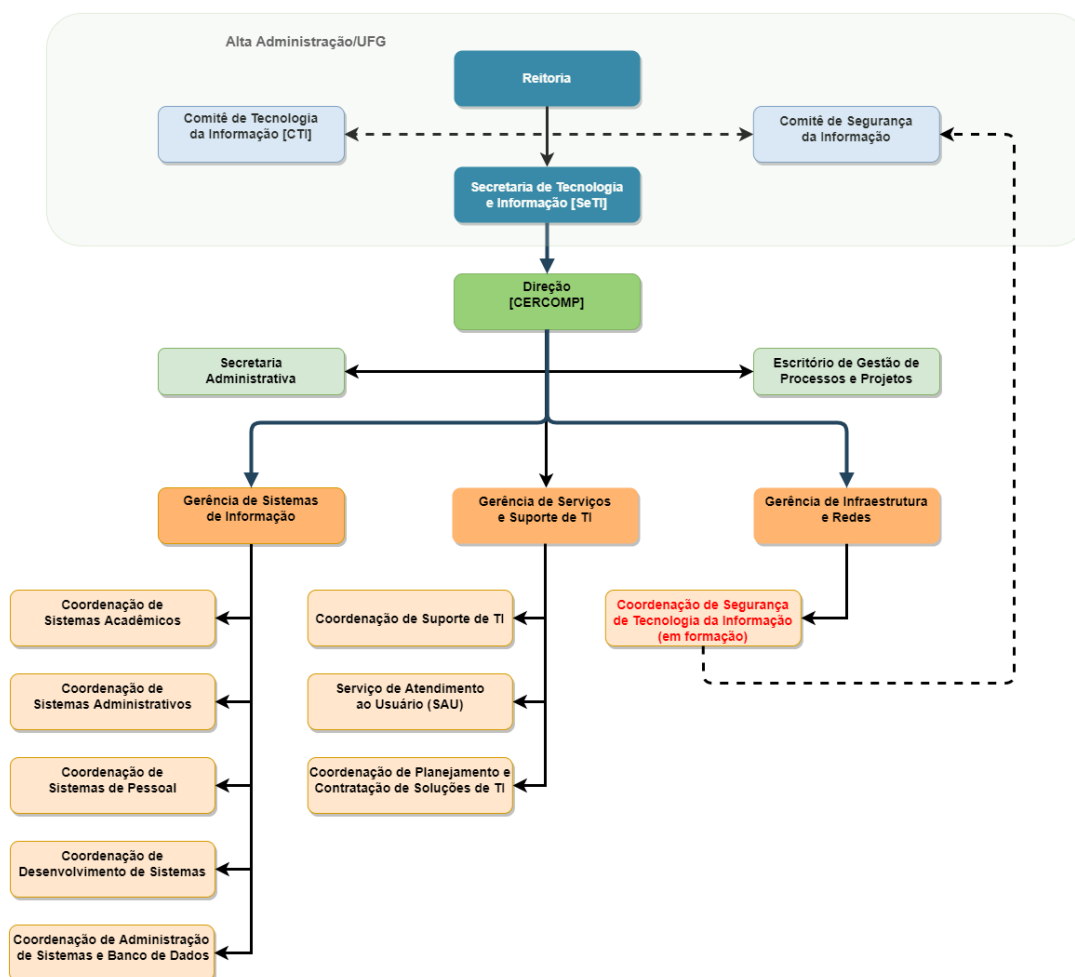 Alta Administração/UFG
Reitoria
Comitê de Tecnologia
da Informação [CTI]
Comitê de Segurança
da Informação
Secretaria de Tecnologia
e Informação [SeTI]
Direção
[CERCOMP]
Secretaria
Administrativa
Escritório de Gestão de
Processos e Projetos
Gerência de Sistemas
de Informação
Gerência de Serviços
e Suporte de TI
Gerência de Infraestrutura
e Redes
Coordenação de
Sistemas Acadêmicos
Coordenação de Suporte de TI
Coordenação de Segurança
de Tecnologia da Informação
(em formação)
Coordenação de
Sistemas Administrativos
Serviço de Atendimento
ao Usuário (SAU)
Coordenação de
Sistemas de Pessoal
Coordenação de Planejamento e
Contratação de Soluções de TI
Coordenação de
Desenvolvimento de Sistemas
Coordenação de Administração
de Sistemas e Banco de Dados